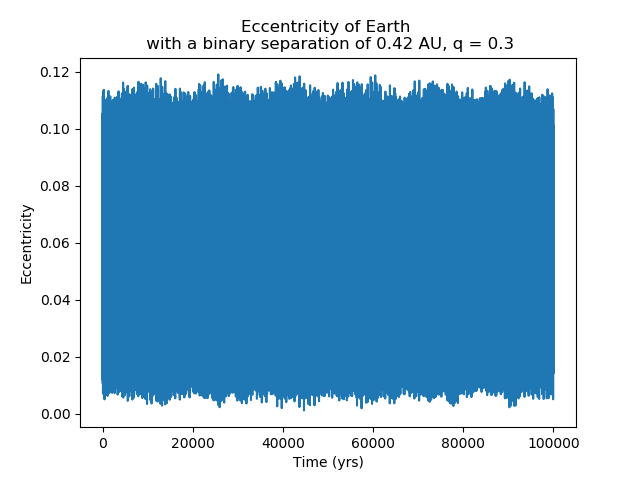 Eccentricity of Earth
with a binary separation of 0.42 AU, q = 0.3
0.12
0.10
0.08
0.06
0.04
0.02
0.00
Eccentricity
0 20000 40000 60000 80000 100000
Time (yrs)